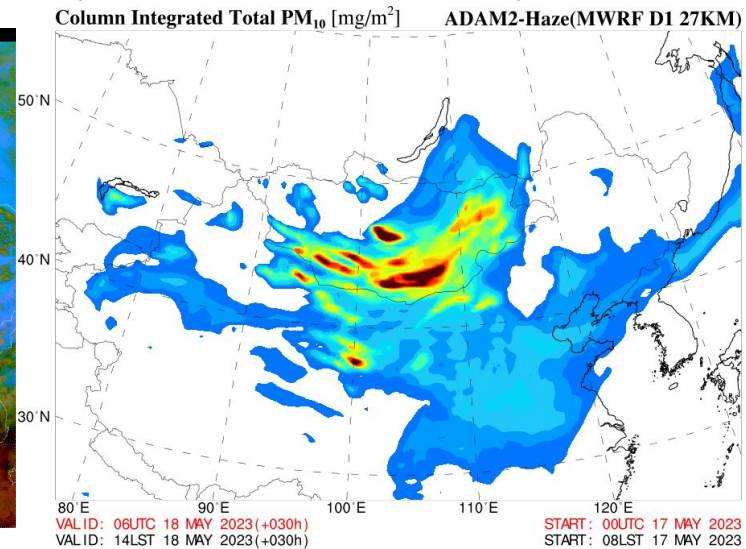 Column Integrated Total PM₁₀ [mg/m²] ADAM2-Haze(MWRF D1 27KM)
50°N
40°N
30°N
80°E 90°E 100°E 110°E 120°E
VALID: 06UTC 18 MAY 2023(+030h) START: 00UTC 17 MAY 2023
VALID: 14LST 18 MAY 2023(+030h) START: 08LST 17 MAY 2023